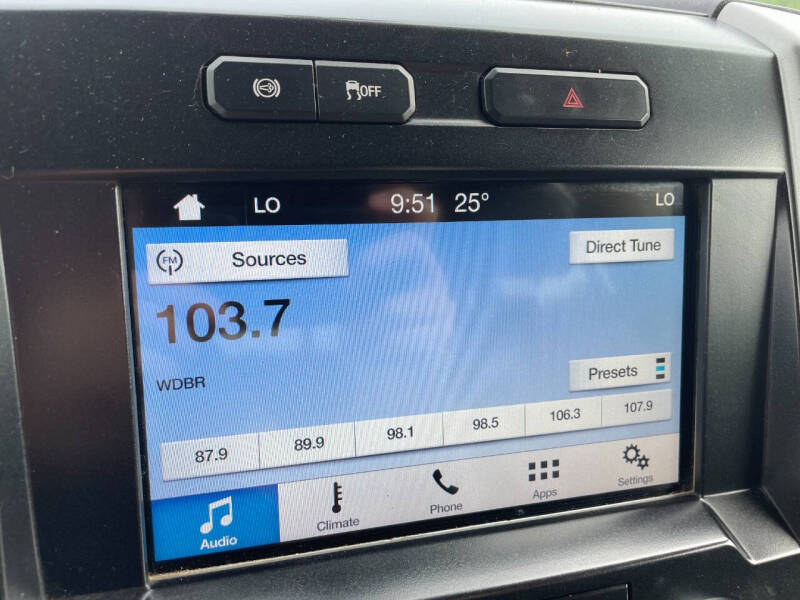 OFF
LO 9:51 25° LO
FM Sources Direct Tune
103.7
WDBR
Presets
87.9 89.9 98.1 98.5 106.3 107.9
Audio Climate Phone Apps Settings